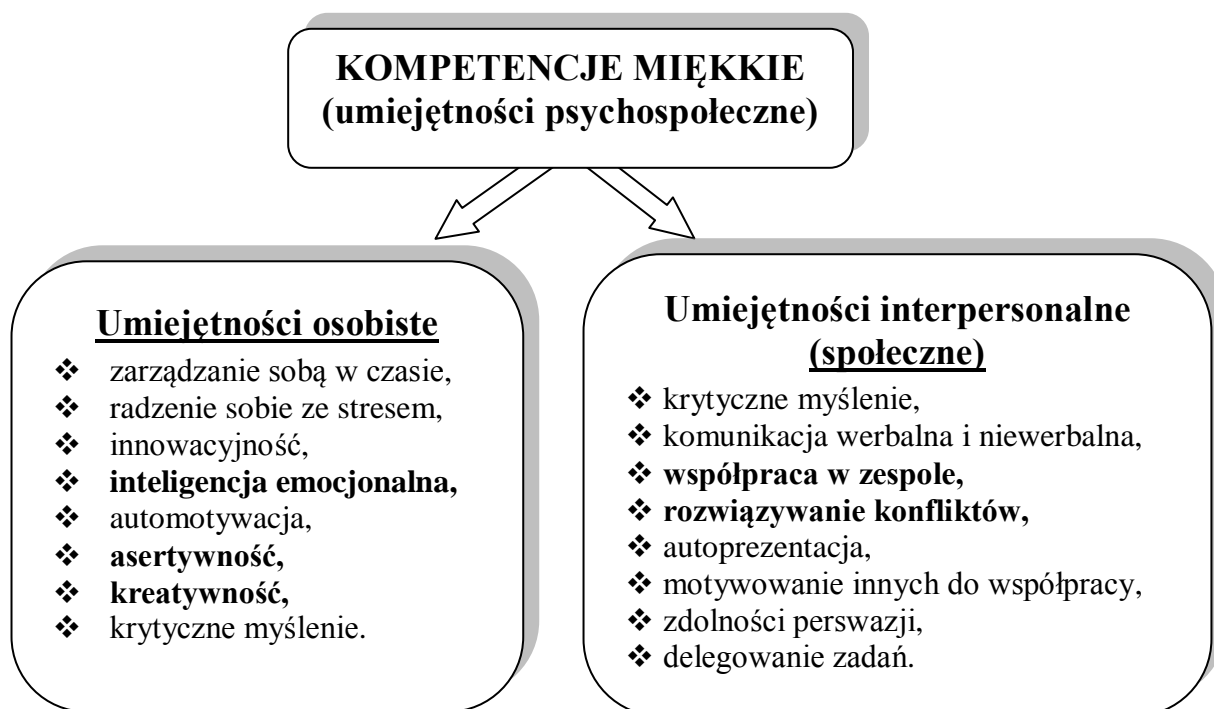 KOMPETENCJE MIĘKKIE
(umiejętności psychospołeczne)
Umiejętności osobiste
❖ zarządzanie sobą w czasie,
❖ radzenie sobie ze stresem,
❖ innowacyjność,
❖ inteligencja emocjonalna,
❖ automotywacja,
❖ asertywność,
❖ kreatywność,
❖ krytyczne myślenie.
Umiejętności interpersonalne
(społeczne)
❖ krytyczne myślenie,
❖ komunikacja werbalna i niewerbalna,
❖ współpraca w zespole,
❖ rozwiązywanie konfliktów,
❖ autoprezentacja,
❖ motywowanie innych do współpracy,
❖ zdolności perswazji,
❖ delegowanie zadań.